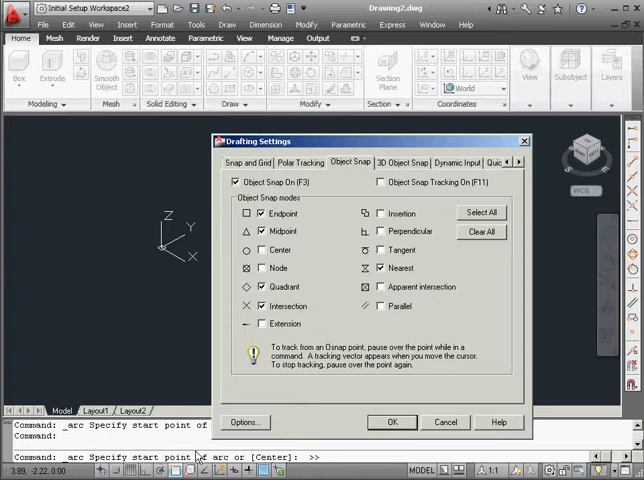 Initial Setup Workspace2
Drawing2.dwg
Edit View Insert Format Tools Draw Dimension Modify Parametric Express
Home Mesh Render Insert Annotate Parametric View Manage Output
Box Extrude Smooth Object Section Plane View Subobject Layers
World
Modeling Mesh Solid Editing Draw Modify Section Coordinates
Drafting Settings
Snap and Grid Polar Tracking Object Snap 3D Object Snap Dynamic Input Quic
Object Snap On (F3) Object Snap Tracking On (F11)
Object Snap modes
Endpoint Insertion Select All
Midpoint Perpendicular Clear All
Center Tangent
Node Nearest
Quadrant Apparent intersection
Intersection Parallel
Extension
To track from an Osnap point, pause over the point while in a
command. A tracking vector appears when you move the cursor.
To stop tracking, pause over the point again.
Options... OK Cancel Help
Z
Y
X
WCS
Model Layout1 Layout2
Command: _arc Specify start point of
Command:
Command: _arc Specify start point of arc or [Center]: >>
3.89, -2.22, 0.00
MODEL
1:1